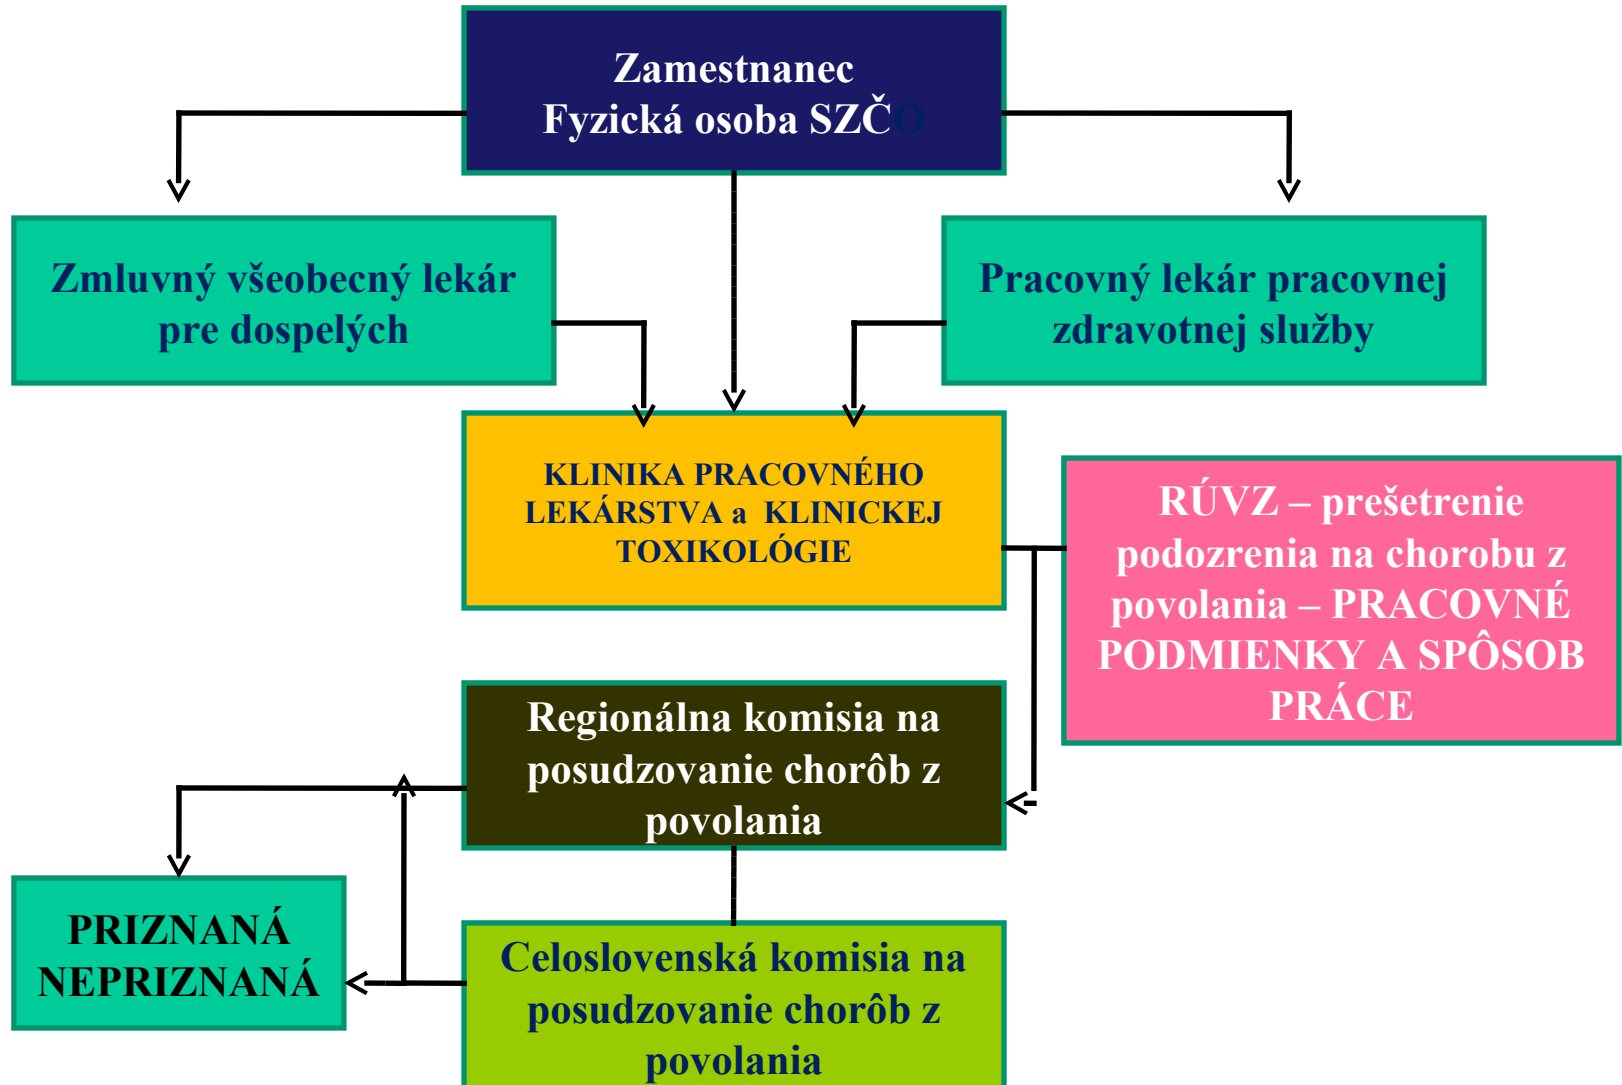 Zamestnanec
Fyzická osoba SZČO
Zmluvný všeobecný lekár
pre dospelých
Pracovný lekár pracovnej
zdravotnej služby
KLINIKA PRACOVNÉHO
LEKÁRSTVA a KLINICKEJ
TOXIKOLÓGIE
RÚVZ – prešetrenie
podozrenia na chorobu z
povolania – PRACOVNÉ
PODMIENKY A SPÔSOB
PRÁCE
Regionálna komisia na
posudzovanie chorôb z
povolania
PRIZNANÁ
NEPRIZNANÁ
Celoslovenská komisia na
posudzovanie chorôb z
povolania